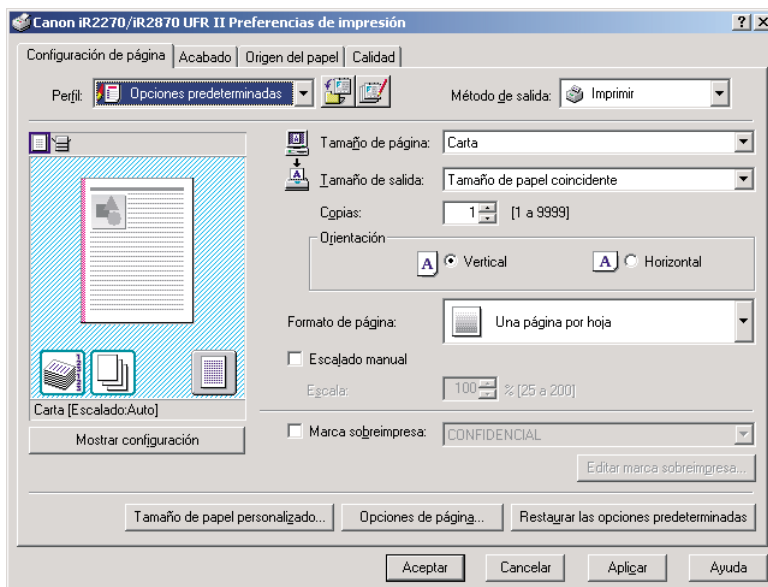 Canon iR2270/iR2870 UFR II Preferencias de impresión
Configuración de página Acabado Origen del papel Calidad
Perfil: Opciones predeterminadas Método de salida: Imprimir
Tamaño de página: Carta
Tamaño de salida: Tamaño de papel coincidente
Copias: 1 [1 a 9999]
Orientación
A Vertical A Horizontal
Formato de página: Una página por hoja
Escalado manual
Escala: 100 % [25 a 200]
Carta [Escalado:Auto]
Mostrar configuración
Marca sobreimpresa: CONFIDENCIAL
Editar marca sobreimpresa...
Tamaño de papel personalizado... Opciones de página... Restaurar las opciones predeterminadas
Aceptar Cancelar Aplicar Ayuda